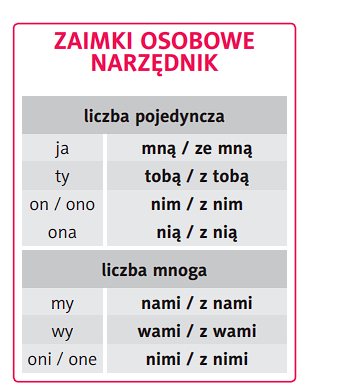 ZAIMKI OSOBOWE
NARZĘDNIK
liczba pojedyncza
ja mną / ze mną
ty tobą / z tobą
on / ono nim / z nim
ona nią / z nią
liczba mnoga
my nami / z nami
wy wami / z wami
oni / one nimi / z nimi